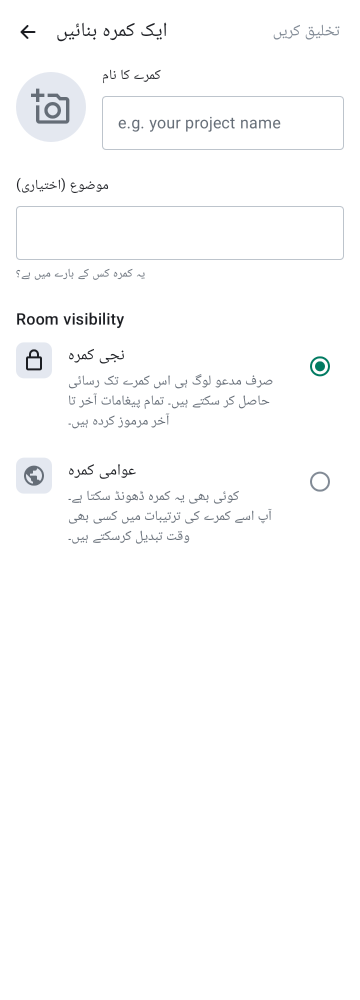 ایک کمرہ بنائیں
تخلیق کریں
کمرے کا نام
e.g. your project name
موضوع (اختیاری)
یہ کمرہ کس کے بارے میں ہے؟
Room visibility
نجی کمرہ
صرف مدعو لوگ ہی اس کمرے تک رسائی
حاصل کر سکتے ہیں۔ تمام پیغامات آخر تا
آخر مرموز کردہ ہیں۔
عوامی کمرہ
کوئی بھی یہ کمرہ ڈھونڈ سکتا ہے۔
آپ اسے کمرے کی ترتیبات میں کسی بھی
وقت تبدیل کرسکتے ہیں۔